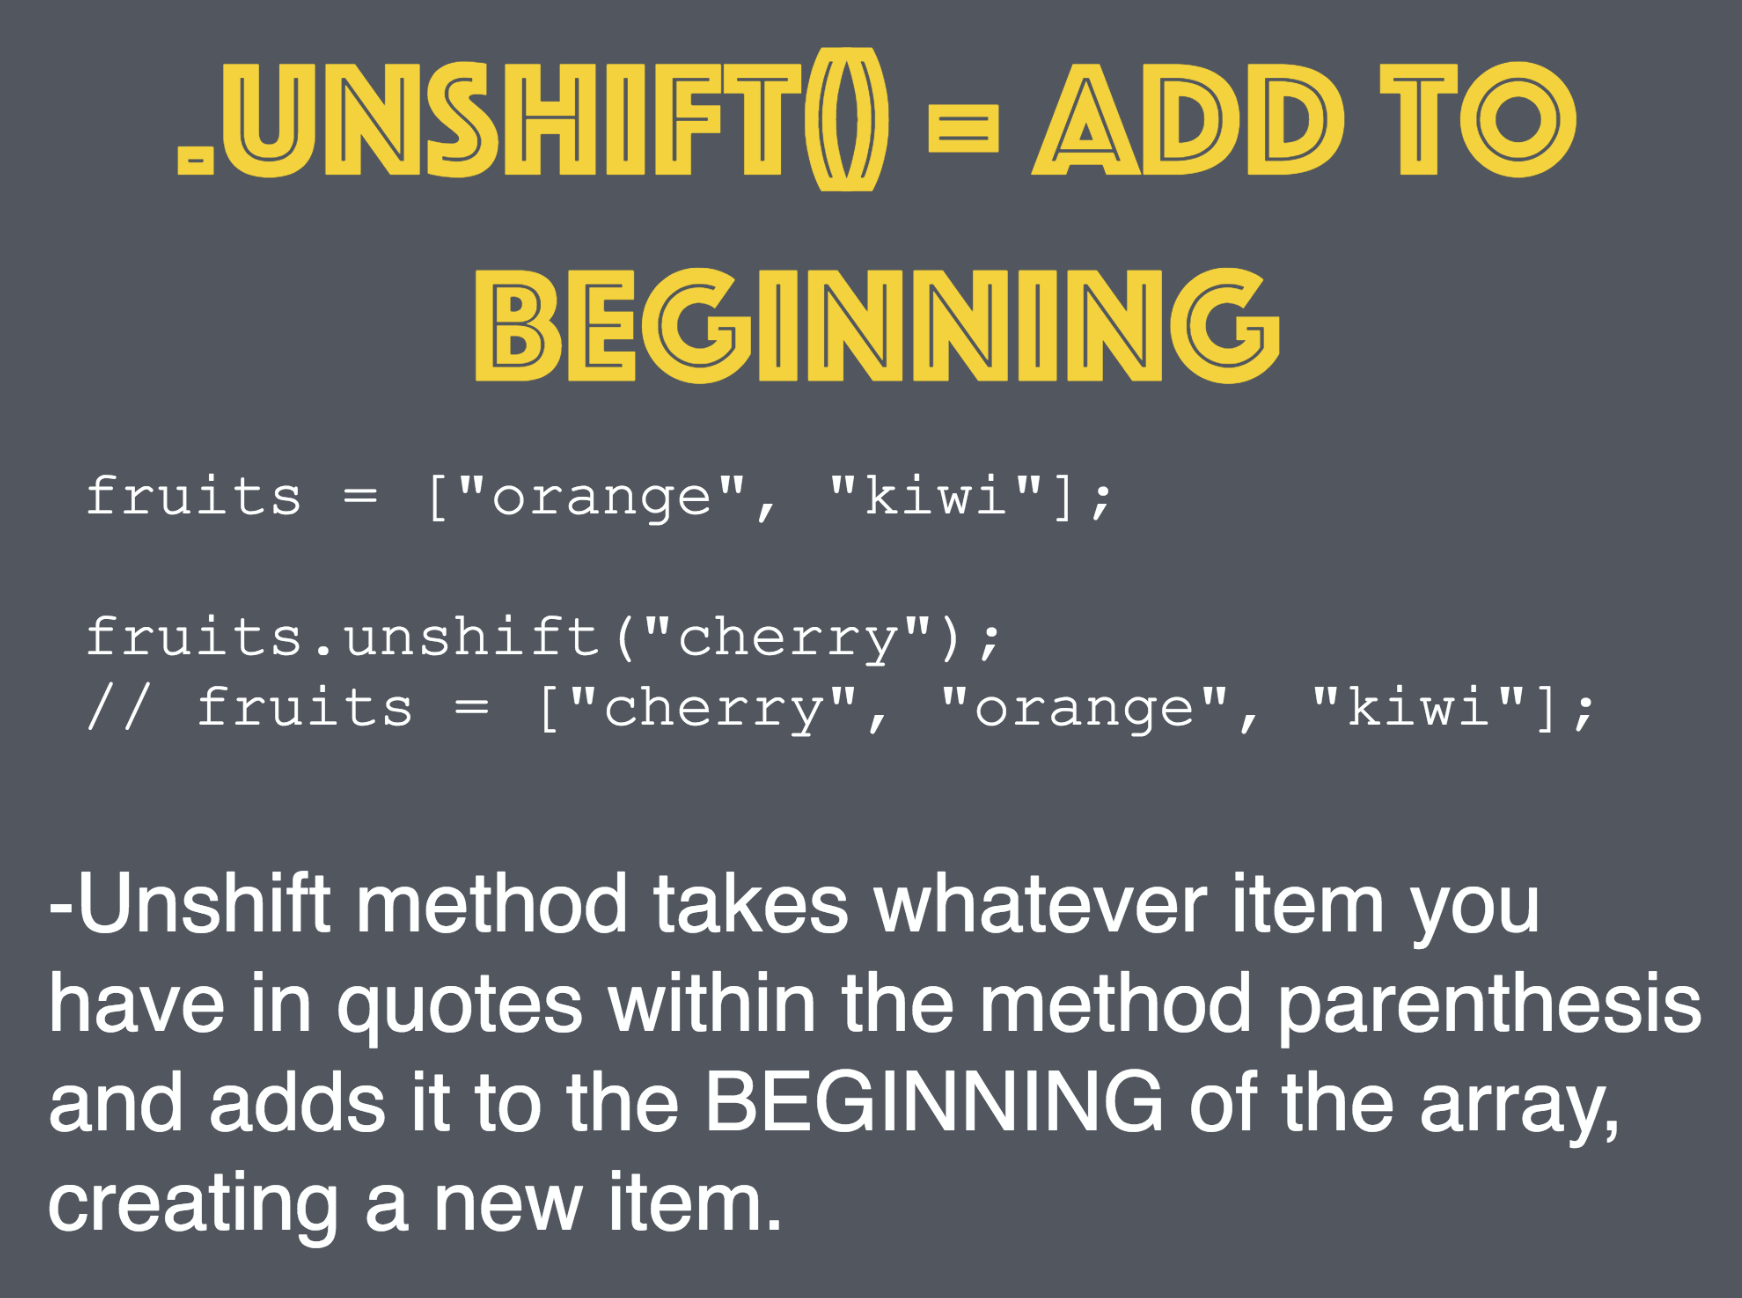 .UNSHIFT() = ADD TO
BEGINNING
fruits = ["orange", "kiwi"];
fruits.unshift("cherry");
// fruits = ["cherry", "orange", "kiwi"];
-Unshift method takes whatever item you
have in quotes within the method parenthesis
and adds it to the BEGINNING of the array,
creating a new item.